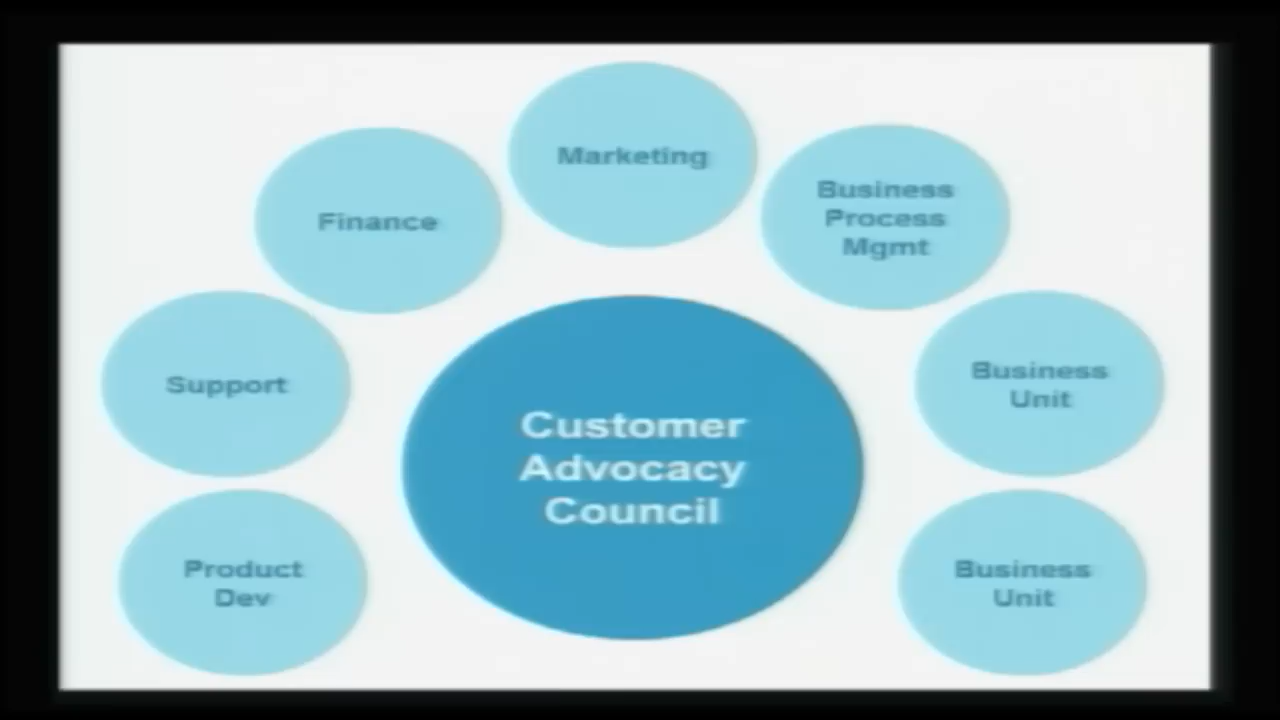 Marketing
Finance
Business
Process
Mgmt
Support
Business
Unit
Customer
Advocacy
Council
Product
Dev
Business
Unit